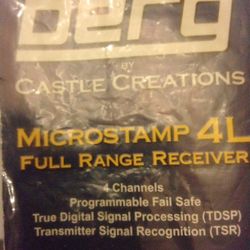 Berg
BY
CASTLE CREATIONS
MICROSTAMP 4L
FULL RANGE RECEIVER
4 Channels
Programmable Fail Safe
True Digital Signal Processing (TDSP)
Transmitter Signal Recognition (TSR)